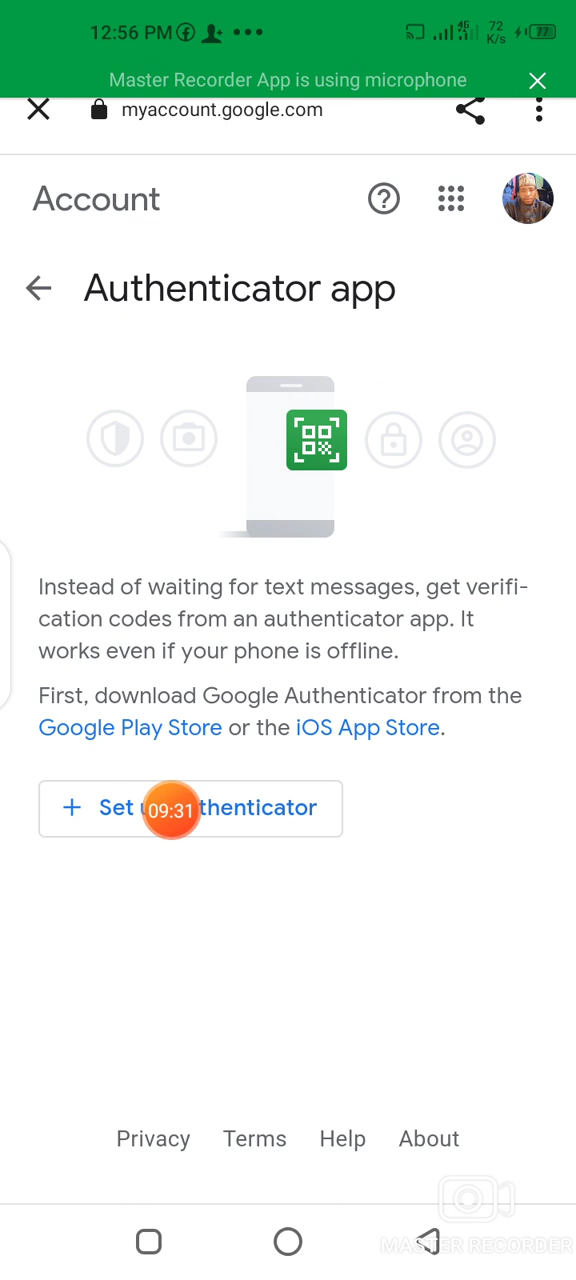 12:56 PM
4G
72
K/s
77
Master Recorder App is using microphone
myaccount.google.com
Account
Authenticator app
Instead of waiting for text messages, get verifi-
cation codes from an authenticator app. It
works even if your phone is offline.
First, download Google Authenticator from the
Google Play Store or the iOS App Store.
+ Set 09:31 thenticator
Privacy Terms Help About
MASTER RECORDER